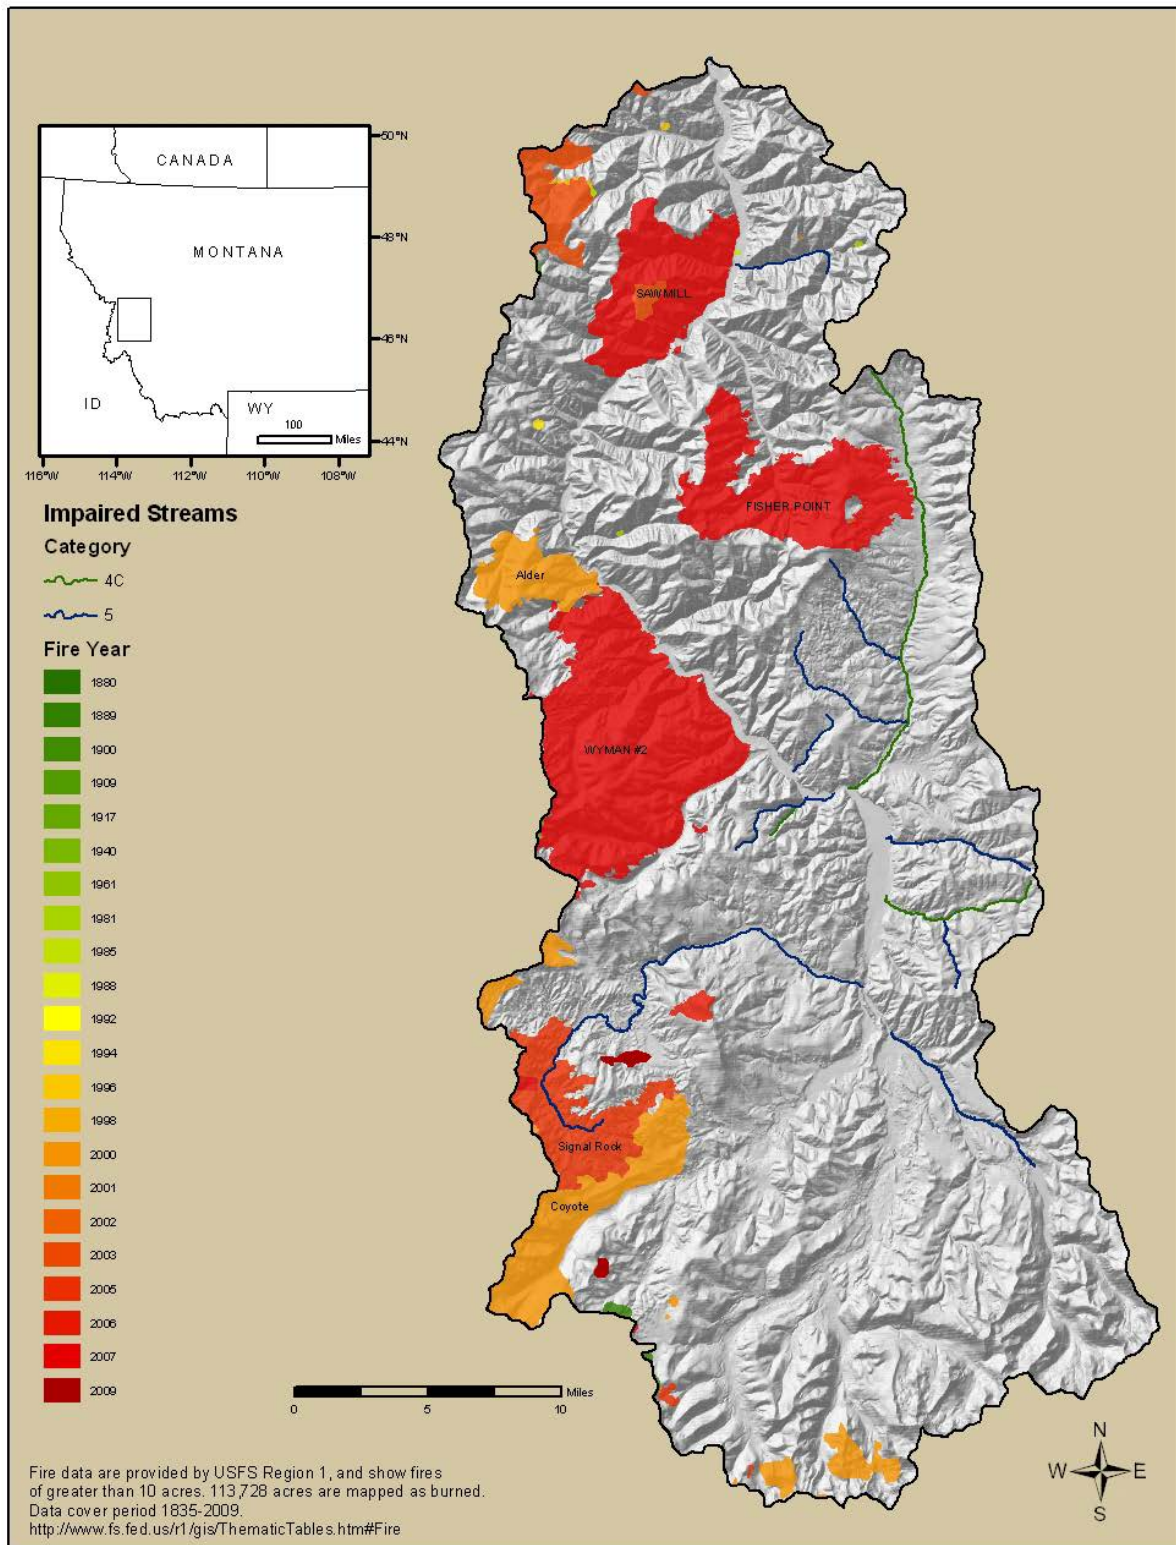 CANADA
MONTANA
ID
WY
100
Miles
50°N
48°N
46°N
44°N
116°W
114°W
112°W
110°W
108°W
Impaired Streams
Category
4C
5
Fire Year
1880
1889
1900
1909
1917
1940
1961
1981
1985
1988
1992
1994
1996
1998
2000
2001
2002
2003
2005
2006
2007
2009
SAWMILL
FISHER POINT
Alder
WYMAN #2
Signal Rock
Coyote
Miles
0 5 10
N
W E
S
Fire data are provided by USFS Region 1, and show fires
of greater than 10 acres. 113,728 acres are mapped as burned.
Data cover period 1835-2009.
http://www.fs.fed.us/r1/gis/ThematicTables.htm#Fire